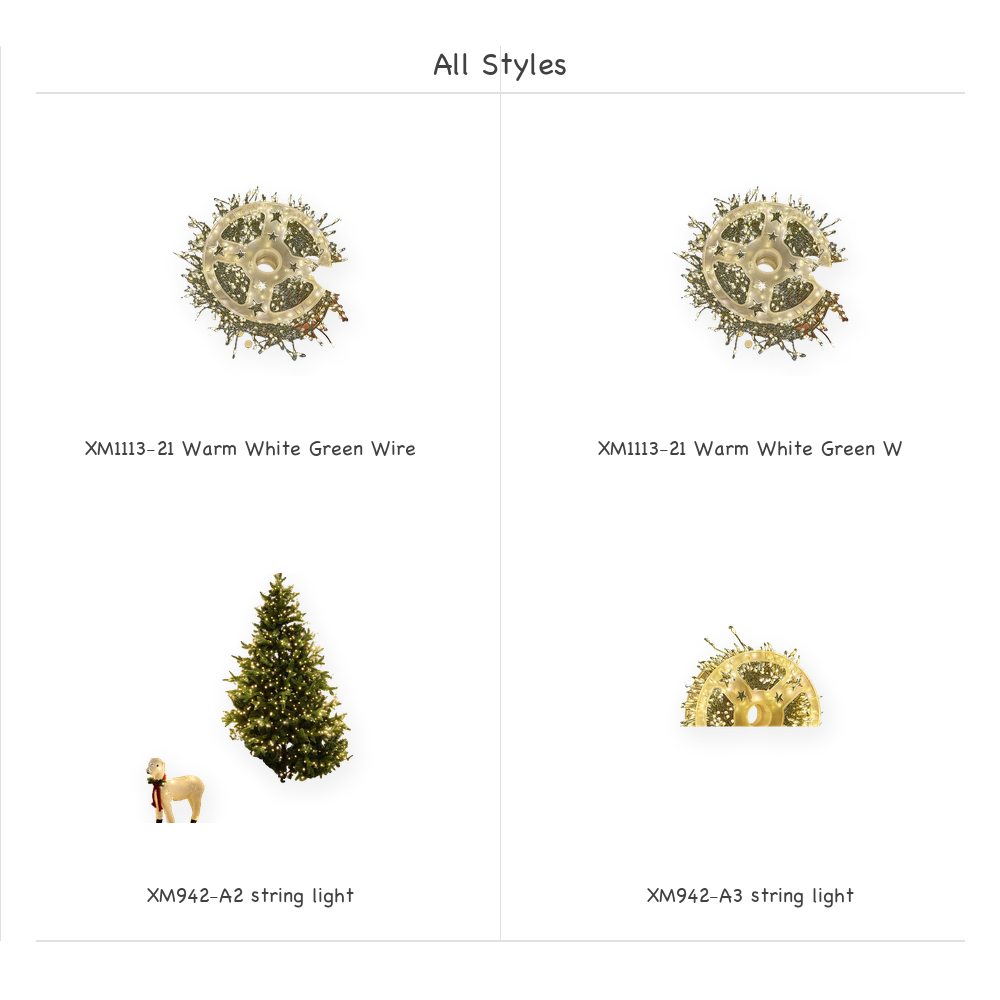 All Styles
XM1113-21 Warm White Green Wire
XM1113-21 Warm White Green W
XM942-A2 string light
XM942-A3 string light